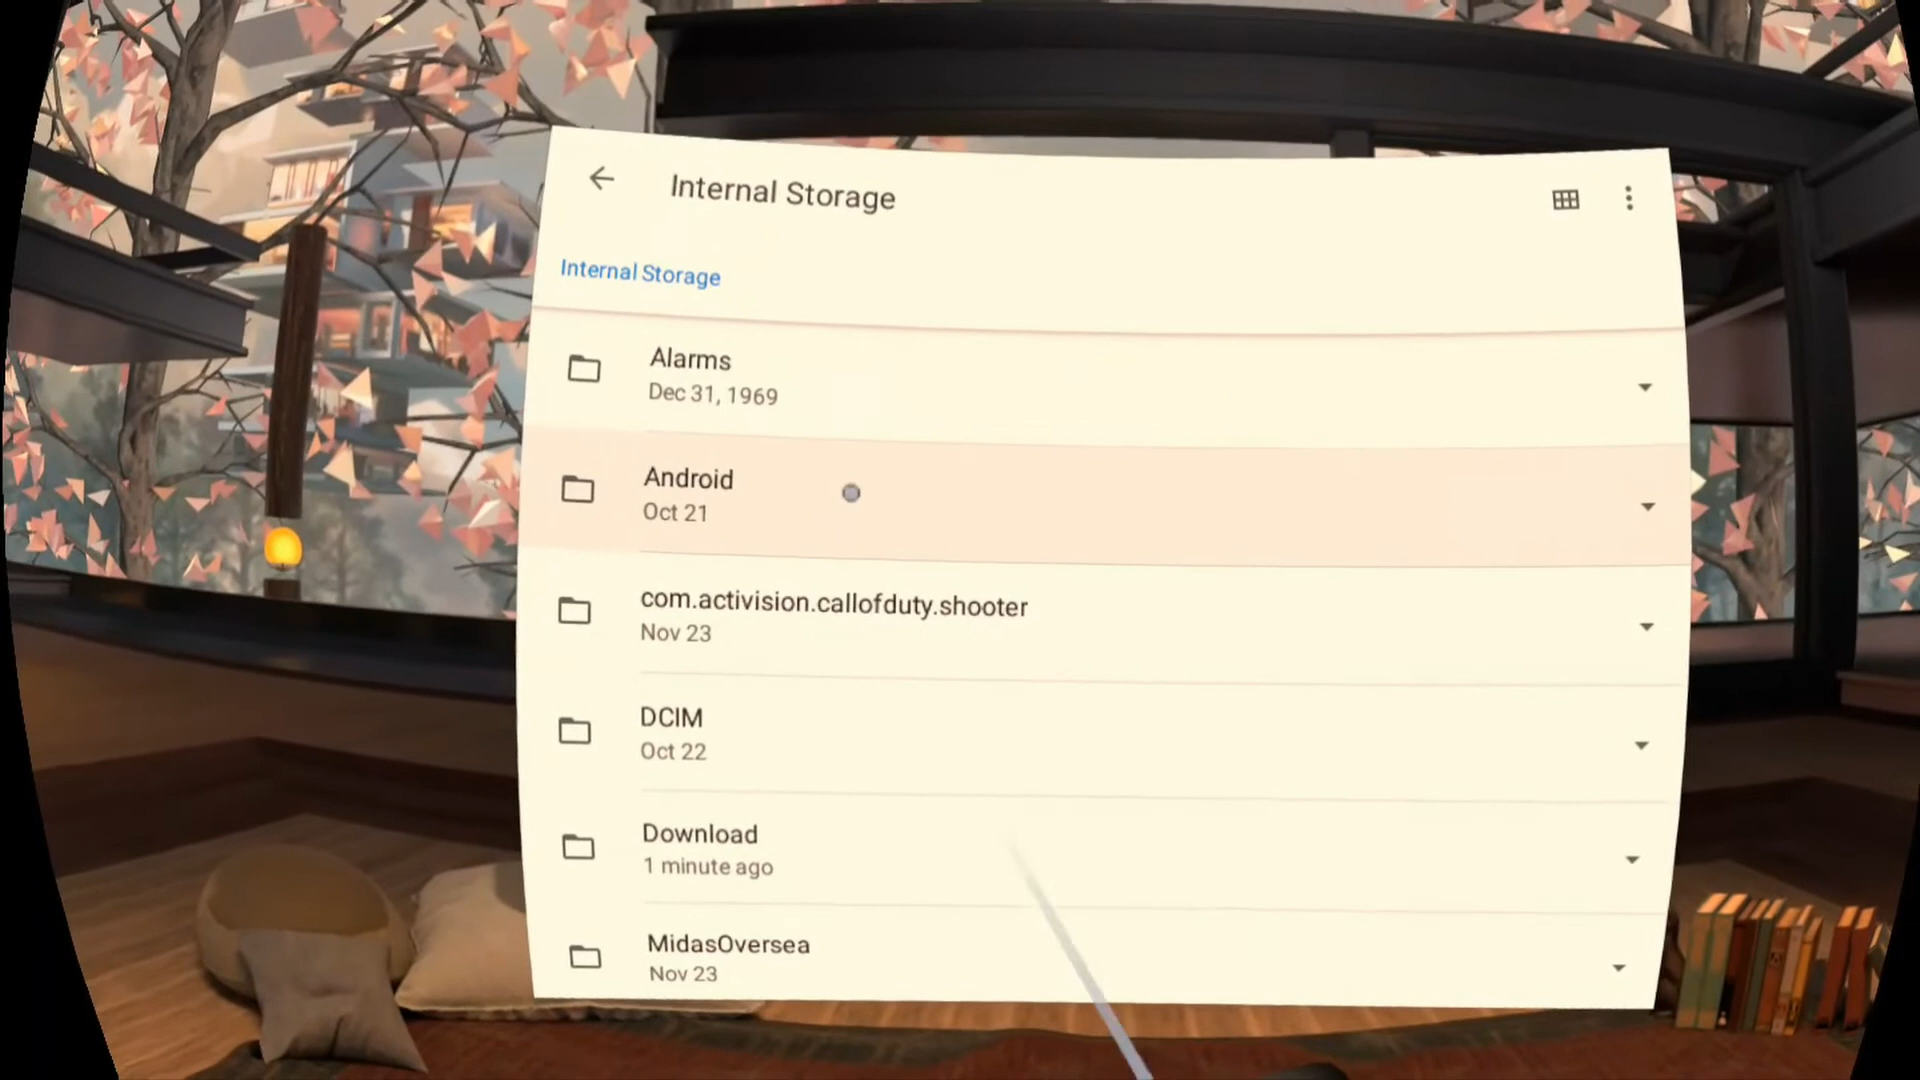 Internal Storage
Internal Storage
Alarms
Dec 31, 1969
Android
Oct 21
com.activision.callofduty.shooter
Nov 23
DCIM
Oct 22
Download
1 minute ago
MidasOversea
Nov 23